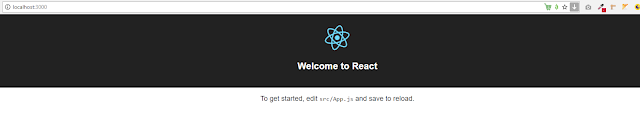 localhost:3000
Welcome to React
To get started, edit src/App.js and save to reload.